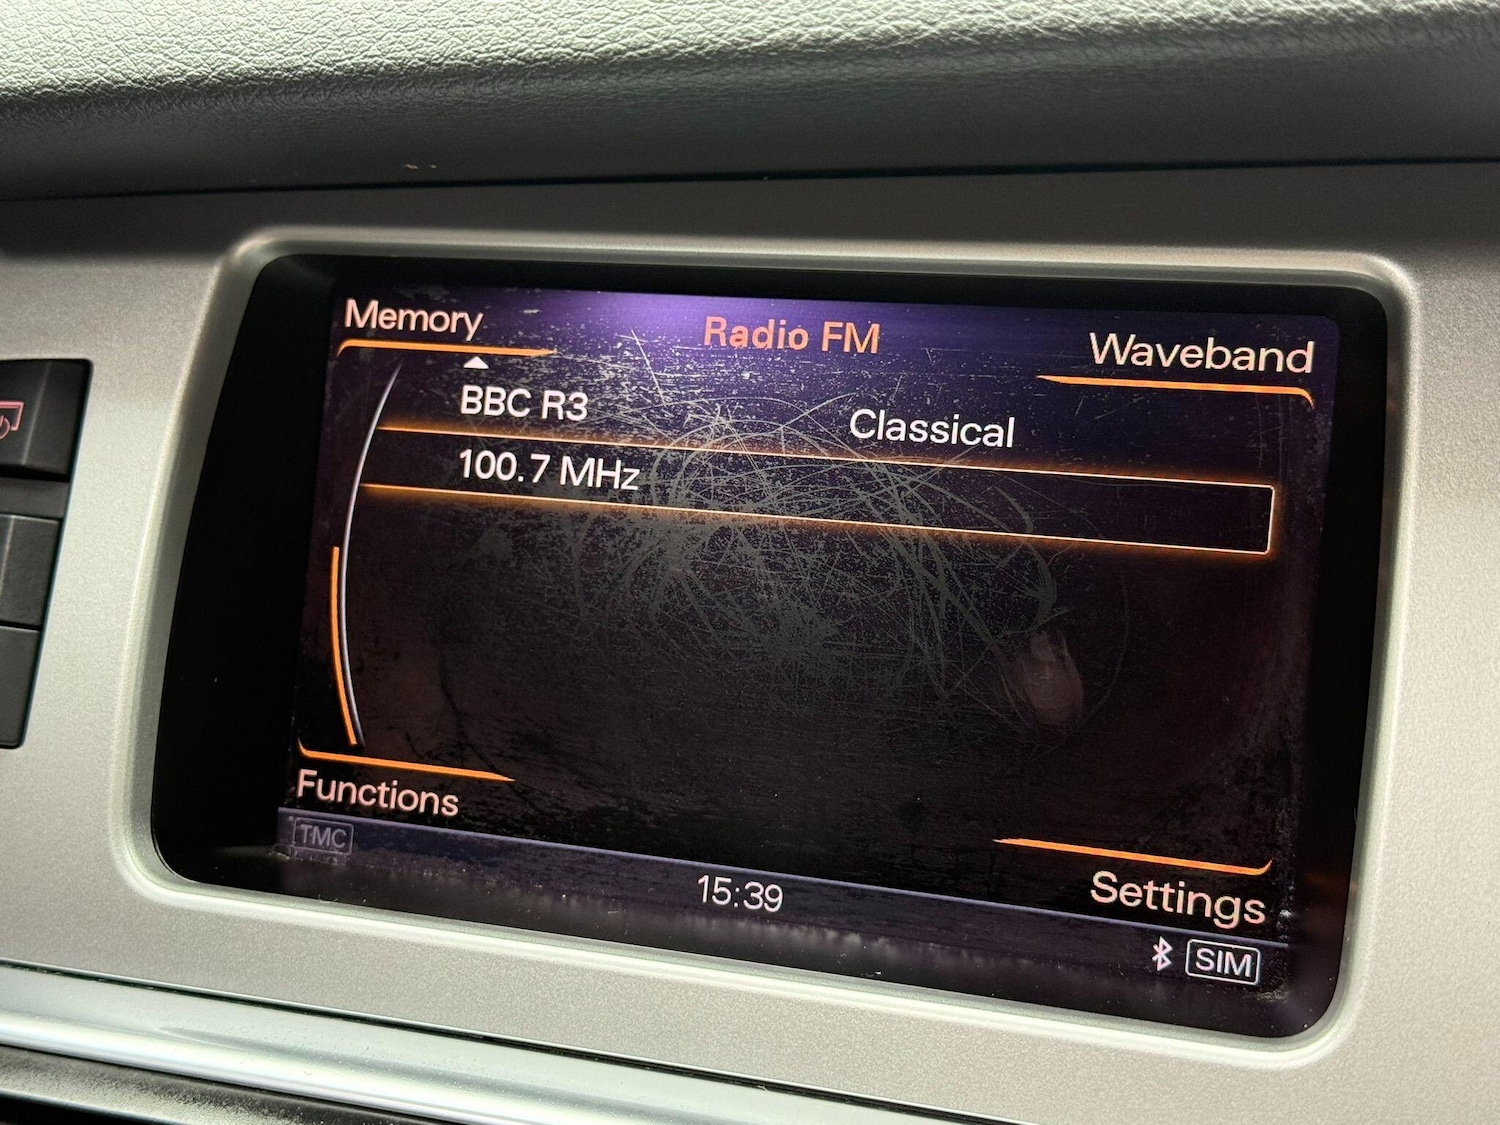 Memory
Radio FM
Waveband
BBC R3
Classical
100.7 MHz
Functions
TMC
15:39
Settings
SIM